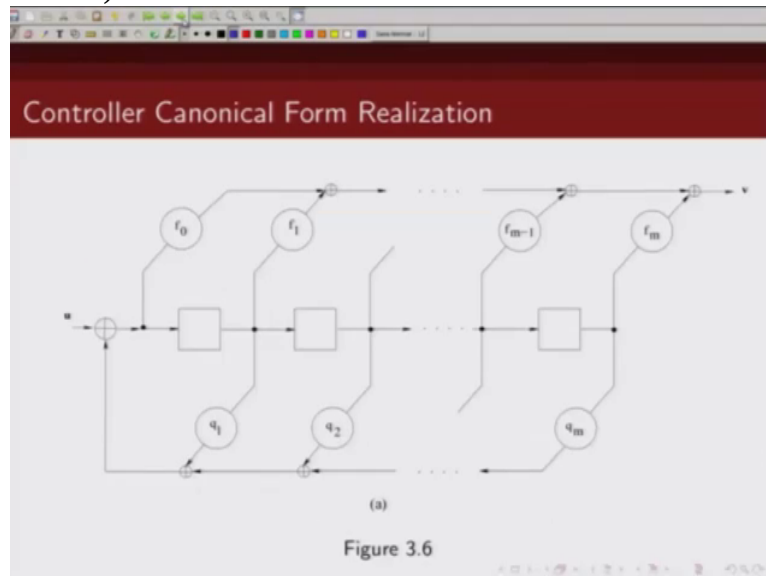 Controller Canonical Form Realization
f0
f1
fm−1
fm
v
u
q1
q2
qm
(a)
Figure 3.6